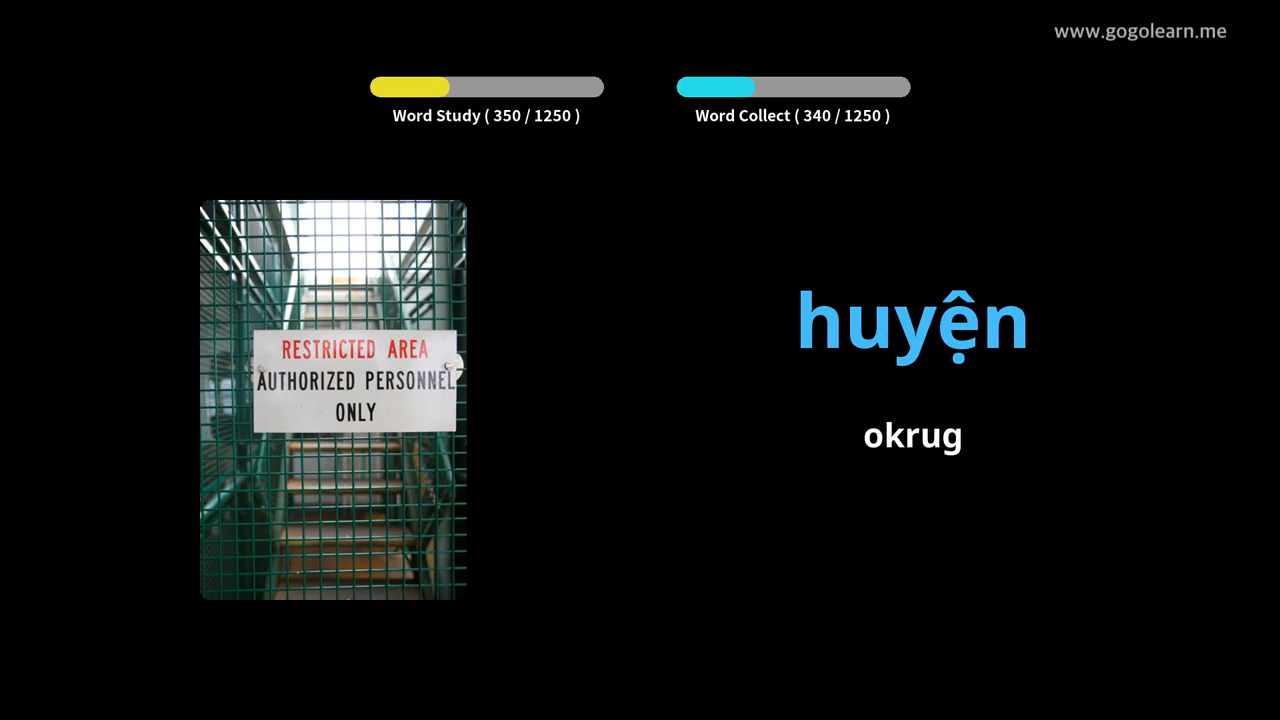 www.gogolearn.me
Word Study ( 350 / 1250 )
Word Collect ( 340 / 1250 )
RESTRICTED AREA
AUTHORIZED PERSONNEL
ONLY
huyện
okrug